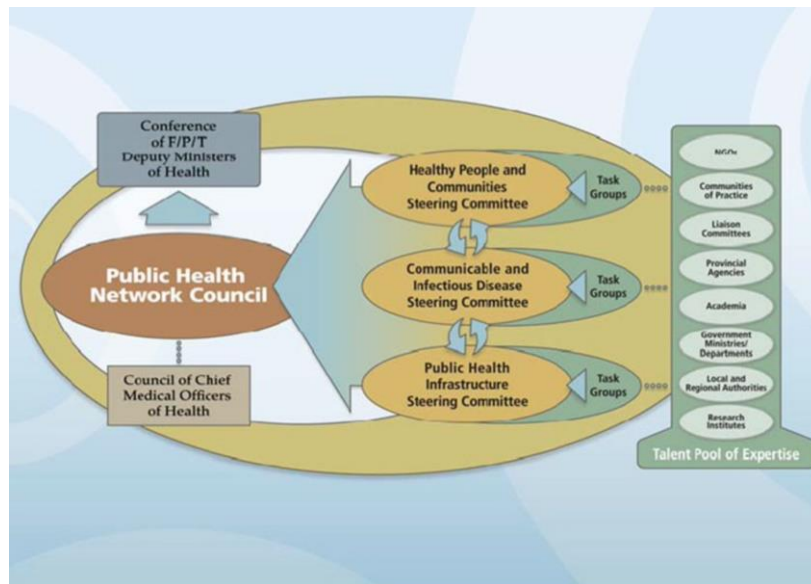 Conference
of F/P/T
Deputy Ministers
of Health
Public Health
Network Council
Council of Chief
Medical Officers
of Health
Healthy People and
Communities
Steering Committee
Task
Groups
Communicable and
Infectious Disease
Steering Committee
Task
Groups
Public Health
Infrastructure
Steering Committee
Task
Groups
NGOs
Communities
of Practice
Liaison
Committees
Provincial
Agencies
Academia
Government
Ministries/
Departments
Local and
Regional Authorities
Research
Institutes
Talent Pool of Expertise